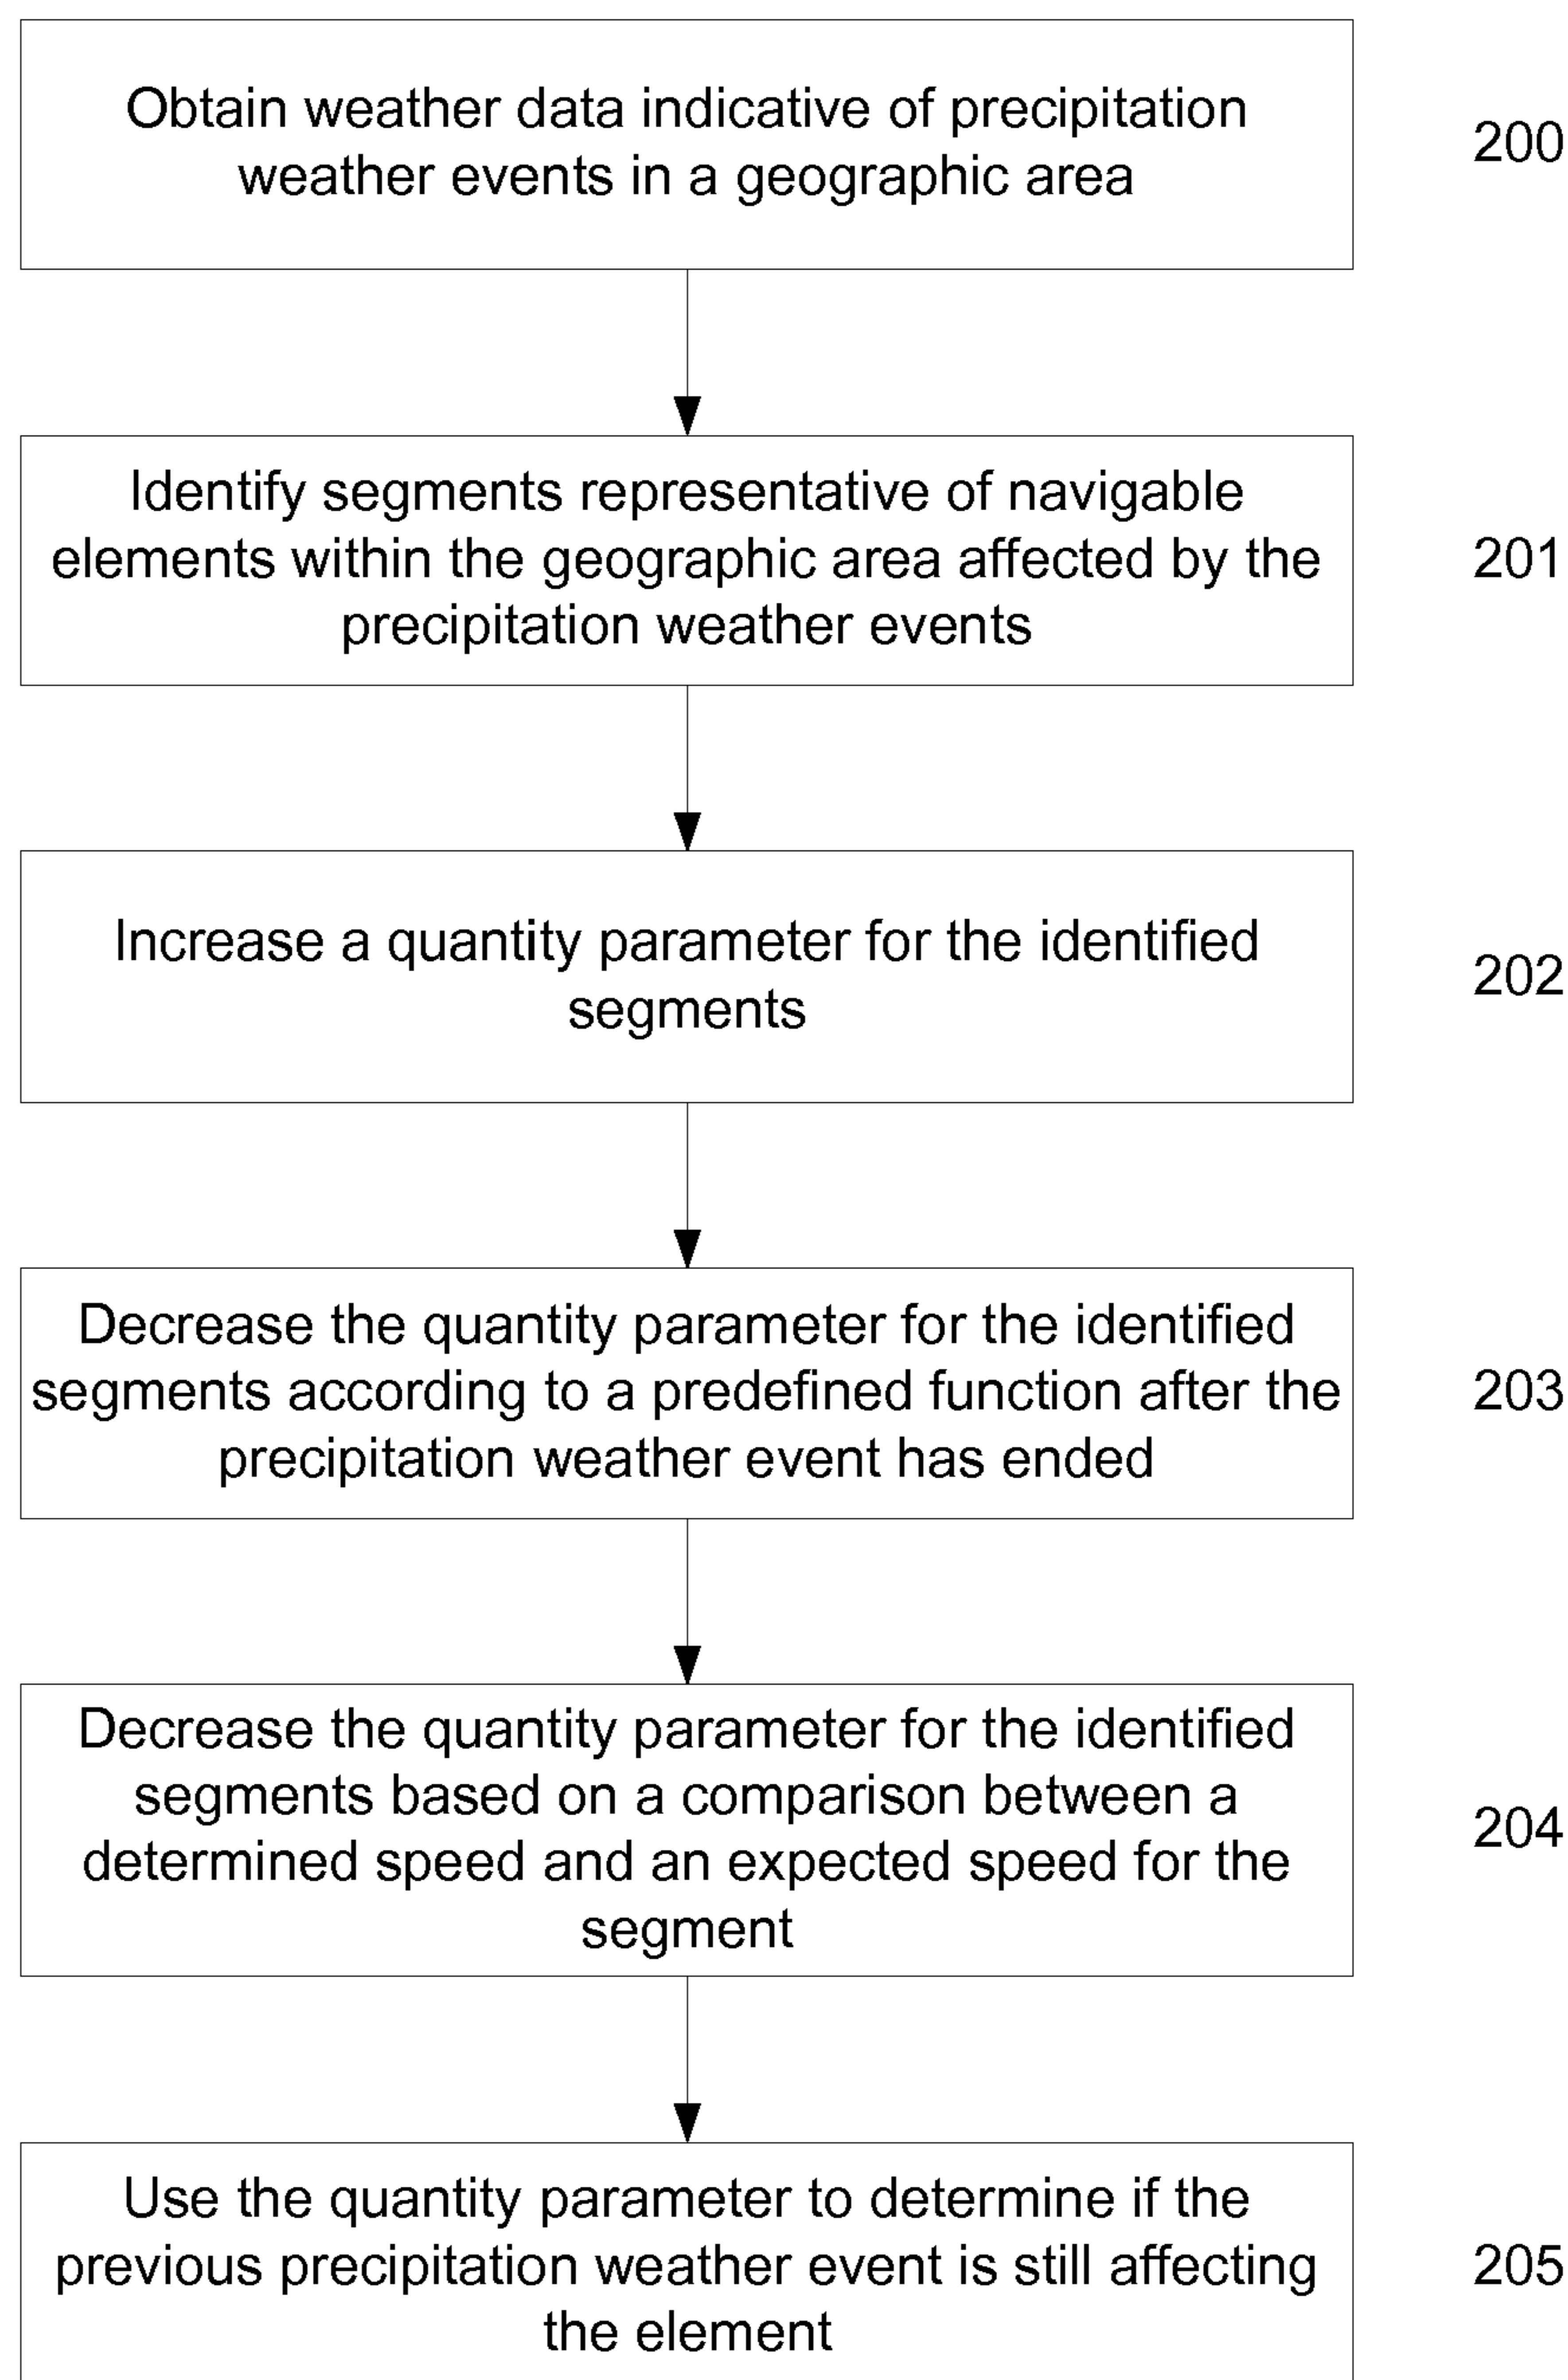 Obtain weather data indicative of precipitation
weather events in a geographic area
200
Identify segments representative of navigable
elements within the geographic area affected by the
precipitation weather events
201
Increase a quantity parameter for the identified
segments
202
Decrease the quantity parameter for the identified
segments according to a predefined function after the
precipitation weather event has ended
203
Decrease the quantity parameter for the identified
segments based on a comparison between a
determined speed and an expected speed for the
segment
204
Use the quantity parameter to determine if the
previous precipitation weather event is still affecting
the element
205